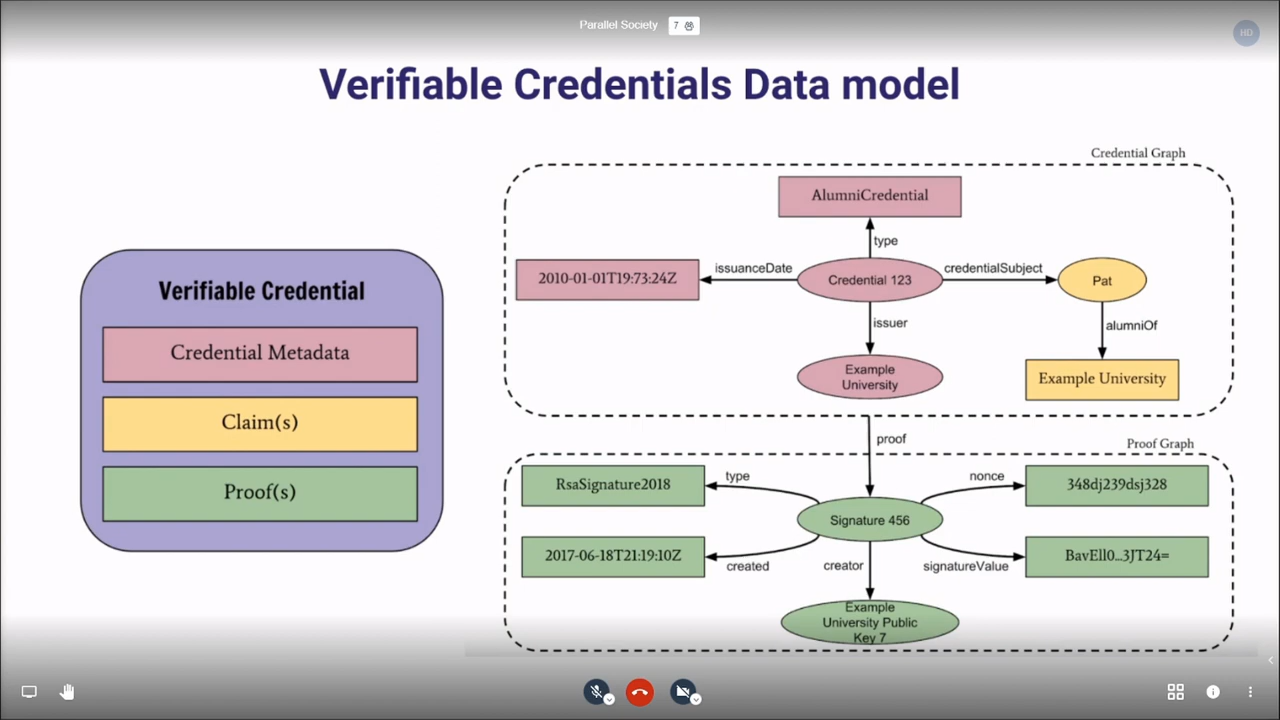 Parallel Society 7
HD
Verifiable Credentials Data model
Verifiable Credential
Credential Metadata
Claim(s)
Proof(s)
Credential Graph
AlumniCredential
type
2010-01-01T19:73:24Z
issuanceDate
Credential 123
credentialSubject
Pat
issuer
alumniOf
Example
University
Example University
proof
Proof Graph
RsaSignature2018
type
nonce
348dj239dsj328
Signature 456
2017-06-18T21:19:10Z
created
creator
signatureValue
BavEll0...3JT24=
Example
University Public
Key 7